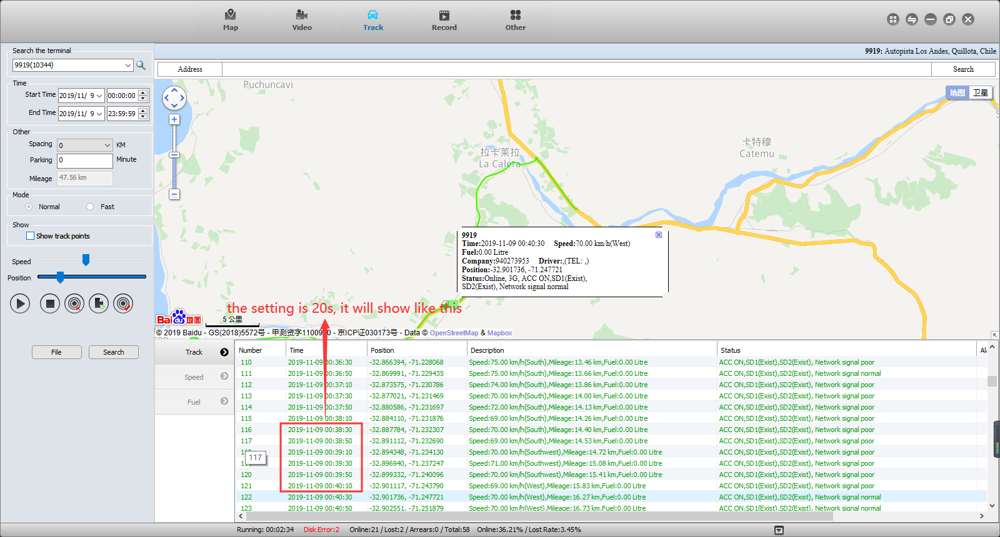 Map
Video
Track
Record
Other
Search the terminal
9919(10344)
Time
Start Time 2019/11/ 9 00:00:00
End Time 2019/11/ 9 23:59:59
Other
Spacing 0 KM
Parking 0 Minute
Mileage 47.56 km
Mode
Normal Fast
Show
Show track points
Speed
Position
File Search
9919: Autopista Los Andes, Quillota, Chile
Address Search
Puchuncavi
地图 卫星
卡特穆
Catemu
拉卡莱拉
La Calera
9919
Time:2019-11-09 00:40:30 Speed:70.00 km/h(West)
Fuel:0.00 Litre
Company:940273953 Driver:,(TEL: ,)
Position:-32.901736, -71.247721
Status:Online, 3G, ACC ON,SD1(Exist),
SD2(Exist), Network signal normal
the setting is 20s, it will show like this
Bai du 地图
5 公里
© 2019 Baidu - GS(2018)5572号 - 甲测资字1100930 - 京ICP证030173号 - Data © OpenStreetMap & Mapbox
Track
Speed
Fuel
Number Time Position Description Status
110 2019-11-09 00:36:30 -32.866394, -71.228068 Speed:75.00 km/h(South),Mileage:13.46 km,Fuel:0.00 Litre ACC ON,SD1(Exist),SD2(Exist), Network signal poor
111 2019-11-09 00:36:50 -32.869991, -71.229435 Speed:75.00 km/h(South),Mileage:13.66 km,Fuel:0.00 Litre ACC ON,SD1(Exist),SD2(Exist), Network signal normal
112 2019-11-09 00:37:10 -32.873575, -71.230786 Speed:74.00 km/h(South),Mileage:13.86 km,Fuel:0.00 Litre ACC ON,SD1(Exist),SD2(Exist), Network signal poor
113 2019-11-09 00:37:30 -32.877021, -71.231469 Speed:70.00 km/h(South),Mileage:14.00 km,Fuel:0.00 Litre ACC ON,SD1(Exist),SD2(Exist), Network signal poor
114 2019-11-09 00:37:50 -32.880586, -71.231697 Speed:72.00 km/h(South),Mileage:14.13 km,Fuel:0.00 Litre ACC ON,SD1(Exist),SD2(Exist), Network signal poor
115 2019-11-09 00:38:10 -32.884110, -71.231876 Speed:69.00 km/h(South),Mileage:14.26 km,Fuel:0.00 Litre ACC ON,SD1(Exist),SD2(Exist), Network signal poor
116 2019-11-09 00:38:30 -32.887784, -71.232307 Speed:70.00 km/h(South),Mileage:14.40 km,Fuel:0.00 Litre ACC ON,SD1(Exist),SD2(Exist), Network signal poor
117 2019-11-09 00:38:50 -32.891112, -71.232690 Speed:69.00 km/h(South),Mileage:14.53 km,Fuel:0.00 Litre ACC ON,SD1(Exist),SD2(Exist), Network signal poor
2019-11-09 00:39:10 -32.894348, -71.234130 Speed:70.00 km/h(Southwest),Mileage:14.72 km,Fuel:0.00 Litre ACC ON,SD1(Exist),SD2(Exist), Network signal poor
117
2019-11-09 00:39:30 -32.896940, -71.237247 Speed:71.00 km/h(Southwest),Mileage:15.08 km,Fuel:0.00 Litre ACC ON,SD1(Exist),SD2(Exist), Network signal poor
120 2019-11-09 00:39:50 -32.899332, -71.240096 Speed:70.00 km/h(Southwest),Mileage:15.41 km,Fuel:0.00 Litre ACC ON,SD1(Exist),SD2(Exist), Network signal poor
121 2019-11-09 00:40:10 -32.901117, -71.243790 Speed:69.00 km/h(West),Mileage:15.83 km,Fuel:0.00 Litre ACC ON,SD1(Exist),SD2(Exist), Network signal poor
122 2019-11-09 00:40:30 -32.901736, -71.247721 Speed:70.00 km/h(West),Mileage:16.27 km,Fuel:0.00 Litre ACC ON,SD1(Exist),SD2(Exist), Network signal normal
123 2019-11-09 00:40:50 -32.902551, -71.251879 Speed:70.00 km/h(West),Mileage:16.73 km,Fuel:0.00 Litre ACC ON,SD1(Exist),SD2(Exist), Network signal poor
Running: 00:02:34 Disk Error:2 Online:21 / Lost:2 / Arrears:0 / Total:58 Online:36.21% / Lost Rate:3.45%